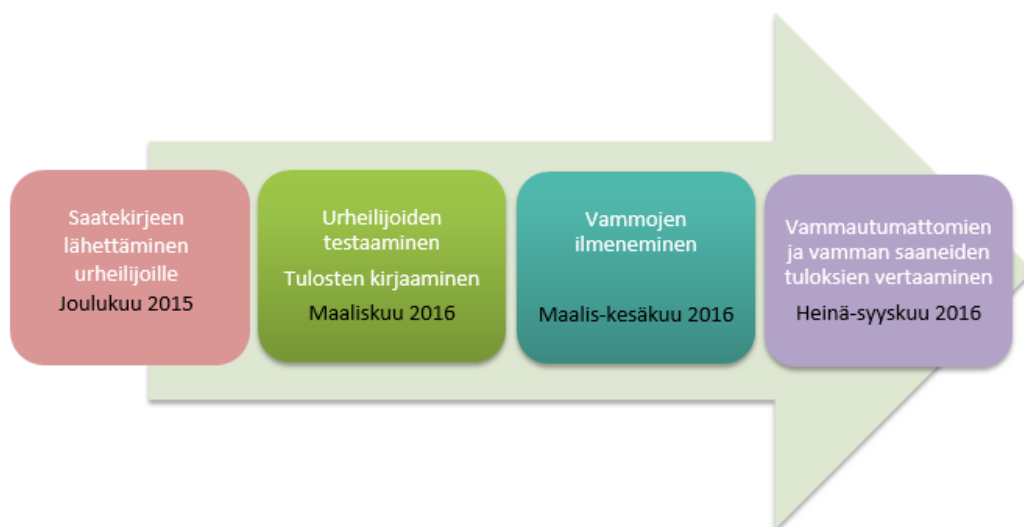 Saatekirjeen
lähettäminen
urheilijoille
Joulukuu 2015
Urheilijoiden
testaaminen
Tulosten kirjaaminen
Maaliskuu 2016
Vammojen
ilmeneminen
Maalis-kesäkuu 2016
Vammautumattomien
ja vamman saaneiden
tuloksien vertaaminen
Heinä-syyskuu 2016